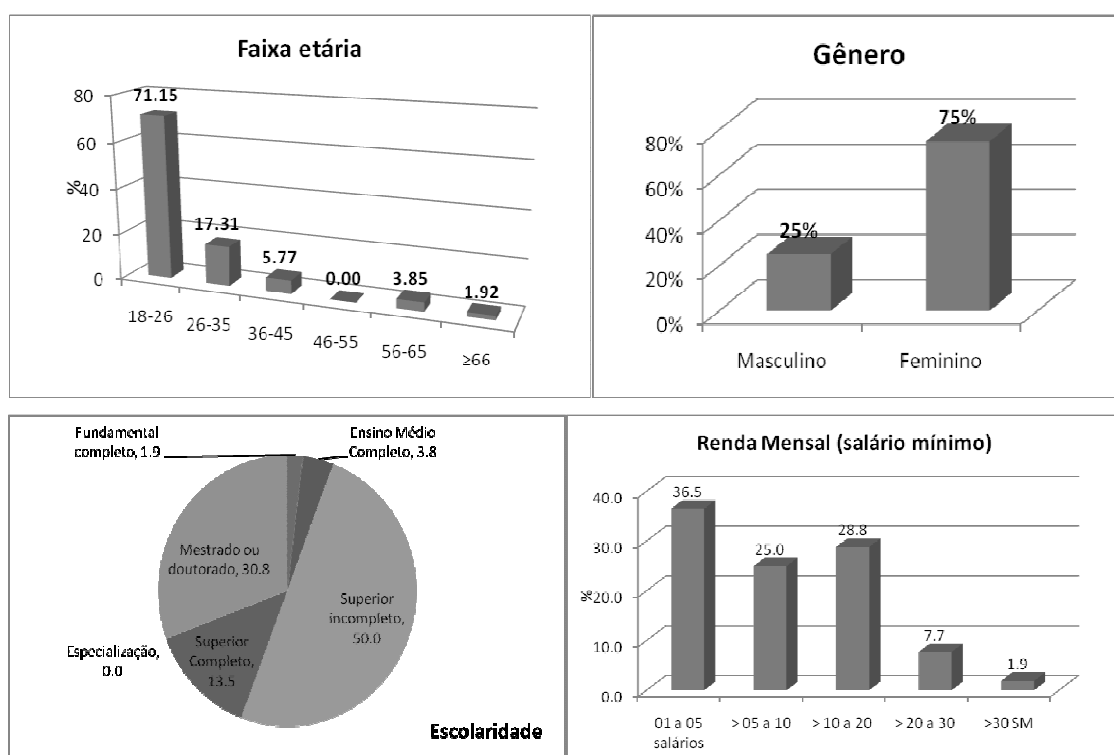 Faixa etária
80
60
40
20
0
%
71.15
17.31
5.77
0.00
3.85
1.92
18-26
26-35
36-45
46-55
56-65
≥66
Gênero
80%
60%
40%
20%
0%
25%
75%
Masculino
Feminino
Fundamental
completo, 1.9
Ensino Médio
Completo, 3.8
Mestrado ou
doutorado, 30.8
Superior
incompleto,
50.0
Especialização,
0.0
Superior
Completo,
13.5
Escolaridade
Renda Mensal (salário mínimo)
40.0
30.0
20.0
10.0
0.0
%
36.5
25.0
28.8
7.7
1.9
01 a 05
salários
> 05 a 10
> 10 a 20
> 20 a 30
>30 SM